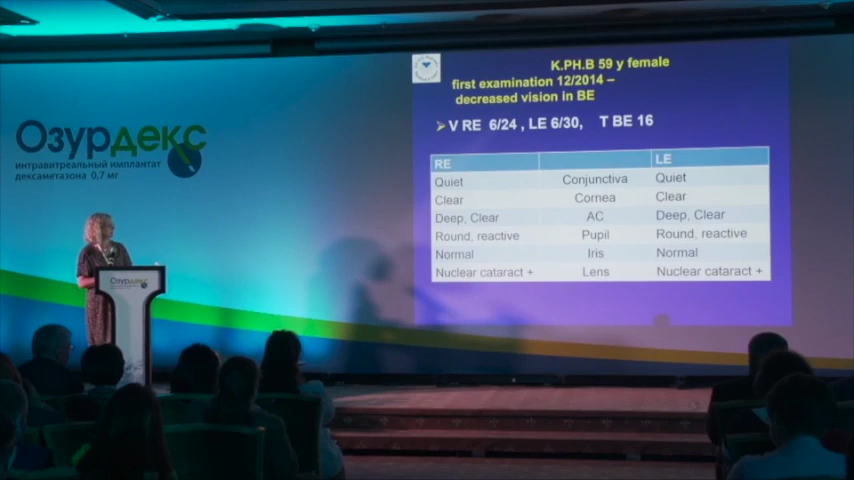 Озурдекс
интравитреальный имплантат
дексаметазона 0,7 мг
Озурдекс
K.PH.B 59 y female
first examination 12/2014 –
decreased vision in BE
➢ V RE 6/24 , LE 6/30, T BE 16
RE LE
Quiet Conjunctiva Quiet
Clear Cornea Clear
Deep, Clear AC Deep, Clear
Round, reactive Pupil Round, reactive
Normal Iris Normal
Nuclear cataract + Lens Nuclear cataract +